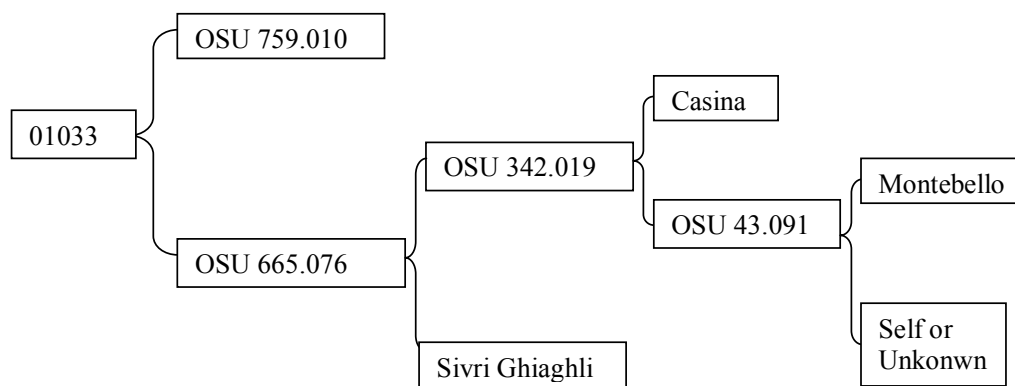 OSU 759.010
Casina
01033
OSU 342.019
Montebello
OSU 43.091
OSU 665.076
Self or
Unkonwn
Sivri Ghiaghli